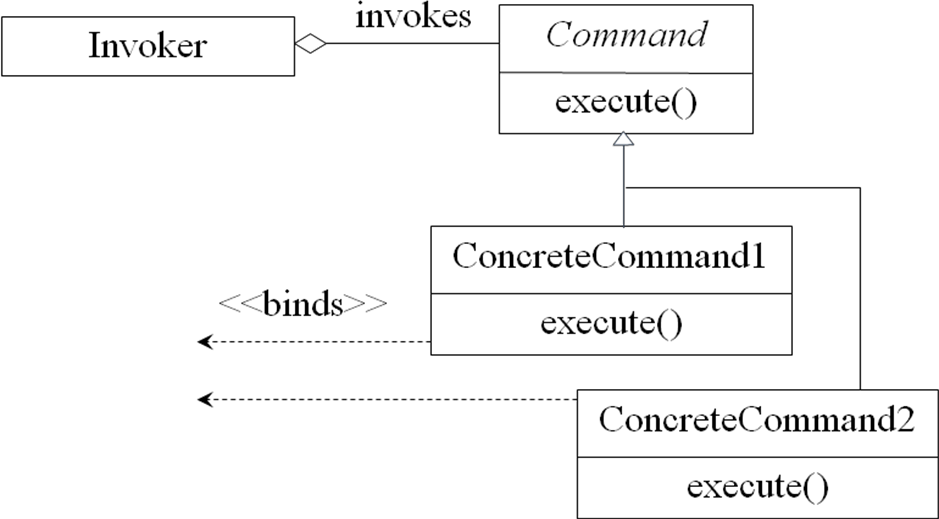 invokes
Invoker
Command
execute()
ConcreteCommand1
<<binds>>
execute()
ConcreteCommand2
execute()